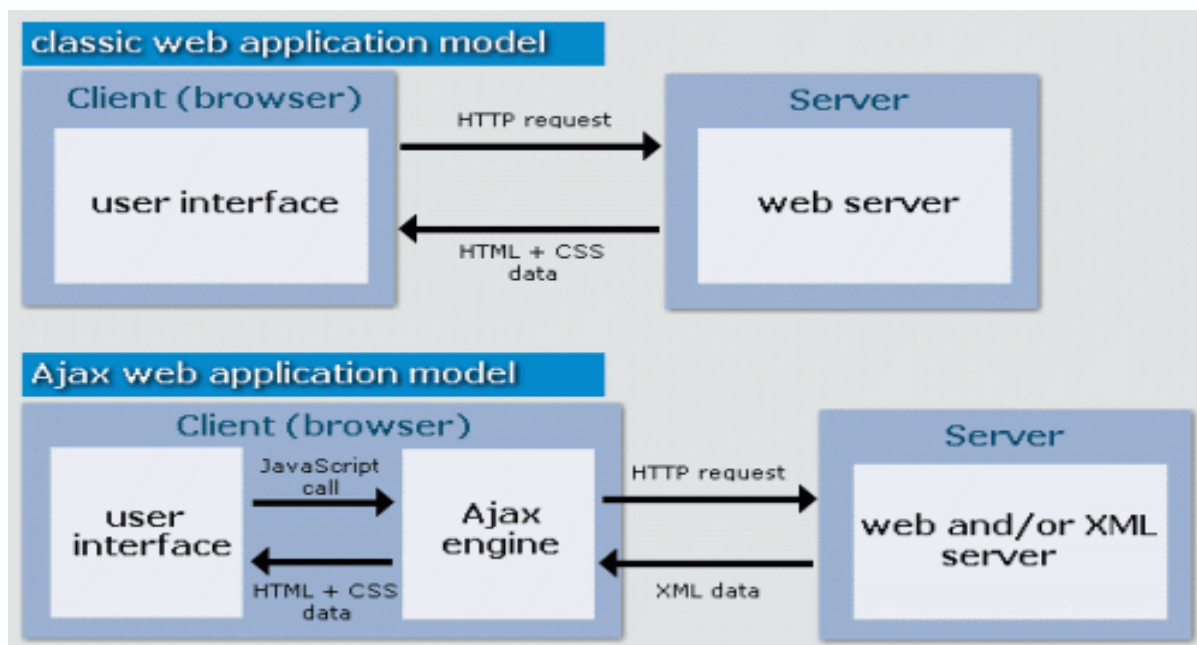 classic web application model
Client (browser)
Server
HTTP request
user interface
web server
HTML + CSS
data
Ajax web application model
Client (browser)
Server
JavaScript
call
HTTP request
user
interface
Ajax
engine
web and/or XML
server
HTML + CSS
data
XML data